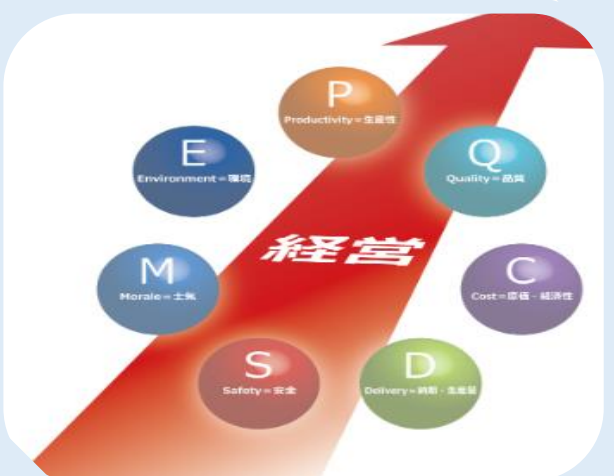 P
Productivity=生産性
Q
Quality=品質
C
Cost=原価・経済性
D
Delivery=納期・生産量
S
Safety=安全
M
Morale=士気
E
Environment=環境
経営